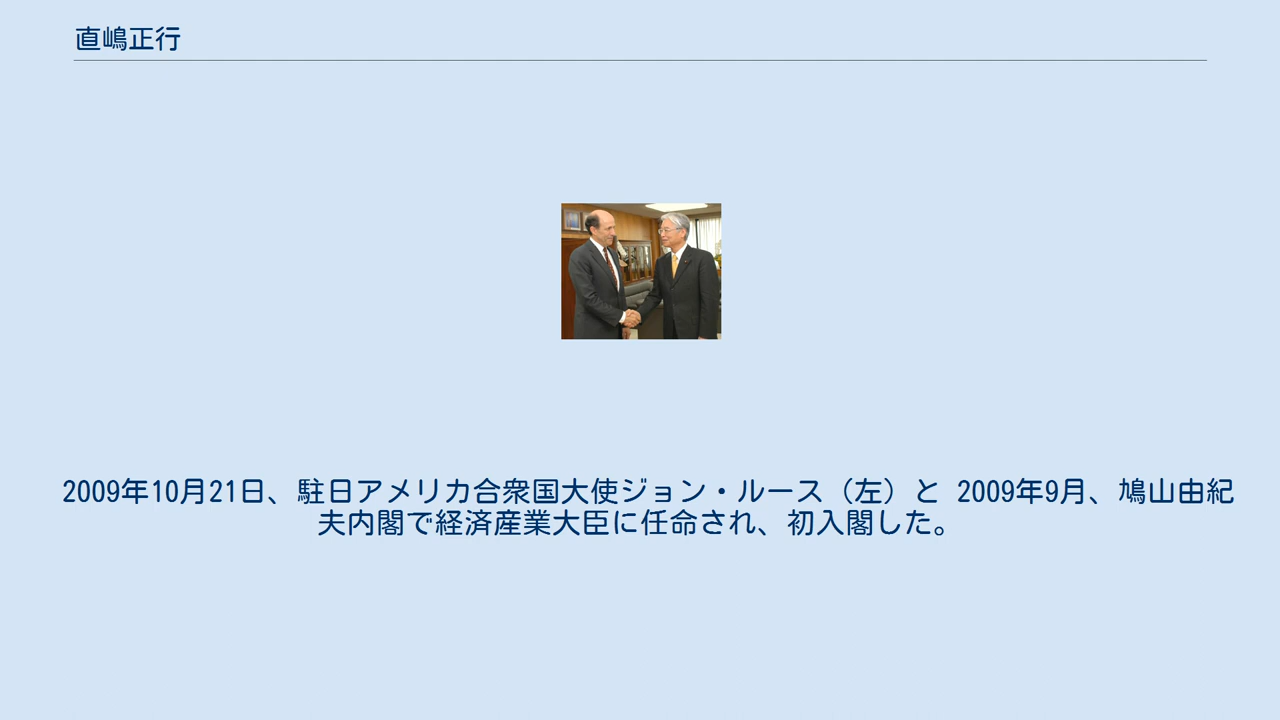 直嶋正行
2009年10月21日、駐日アメリカ合衆国大使ジョン・ルース（左）と 2009年9月、鳩山由紀
夫内閣で経済産業大臣に任命され、初入閣した。